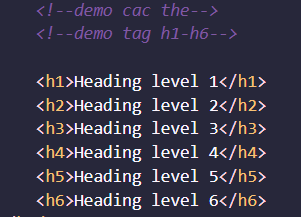 <!--demo cac the-->
<!--demo tag h1-h6-->
<h1>Heading level 1</h1>
<h2>Heading level 2</h2>
<h3>Heading level 3</h3>
<h4>Heading level 4</h4>
<h5>Heading level 5</h5>
<h6>Heading level 6</h6>